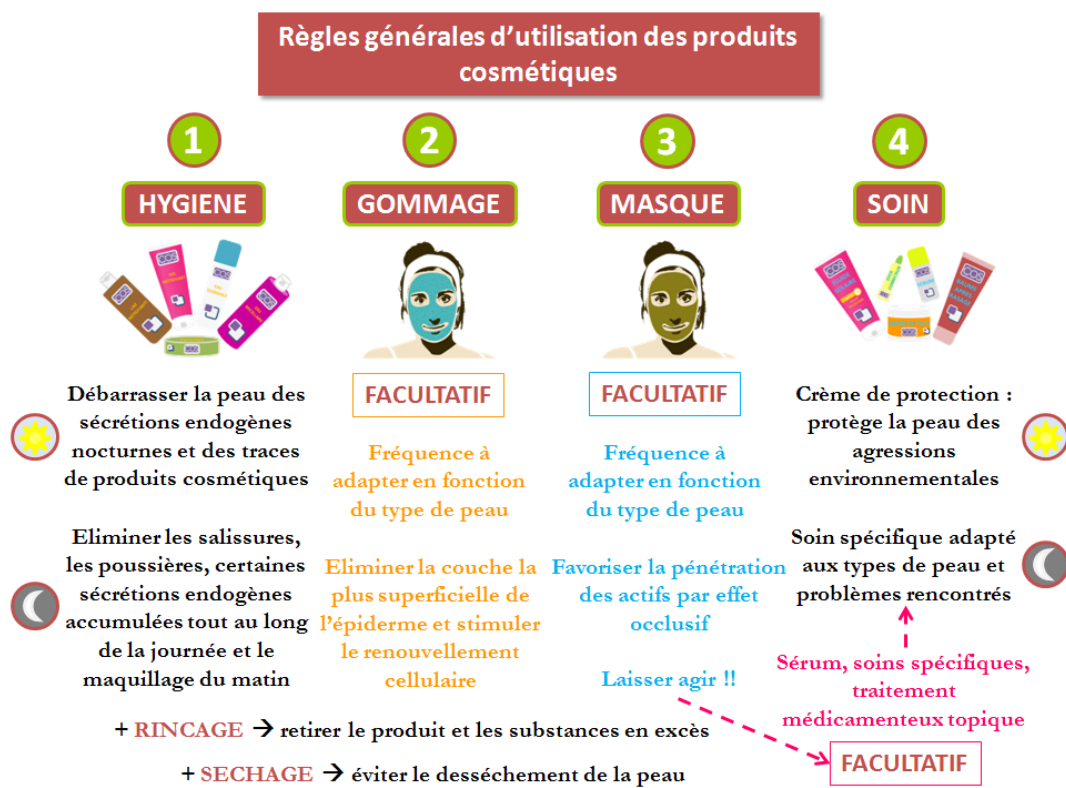 Règles générales d'utilisation des produits
cosmétiques
1
2
3
4
HYGIENE
GOMMAGE
MASQUE
SOIN
Débarrasser la peau des
sécrétions endogènes
nocturnes et des traces
de produits cosmétiques
Eliminer les salissures,
les poussières, certaines
sécrétions endogènes
accumulées tout au long
de la journée et le
maquillage du matin
FACULTATIF
Fréquence à
adapter en fonction
du type de peau
Eliminer la couche la
plus superficielle de
l'épiderme et stimuler
le renouvellement
cellulaire
FACULTATIF
Fréquence à
adapter en fonction
du type de peau
Favoriser la pénétration
des actifs par effet
occlusif
Laisser agir !!
Crème de protection :
protège la peau des
agressions
environnementales
Soin spécifique adapté
aux types de peau et
problèmes rencontrés
Sérum, soins spécifiques,
traitement
médicamenteux topique
FACULTATIF
+ RINCAGE → retirer le produit et les substances en excès
+ SECHAGE → éviter le desséchement de la peau